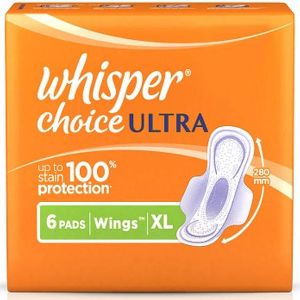 whisper®
choice ULTRA
up to 100%
stain
protection
6 PADS | Wings™ | XL
280
mm